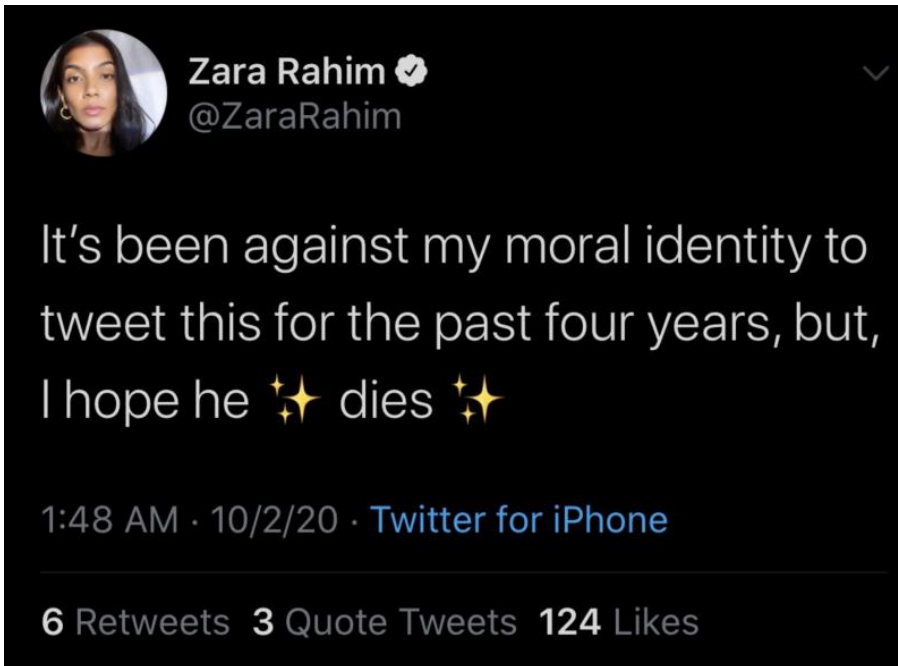 Zara Rahim
@ZaraRahim
It’s been against my moral identity to
tweet this for the past four years, but,
I hope he ✨ dies ✨
1:48 AM · 10/2/20 · Twitter for iPhone
6 Retweets 3 Quote Tweets 124 Likes